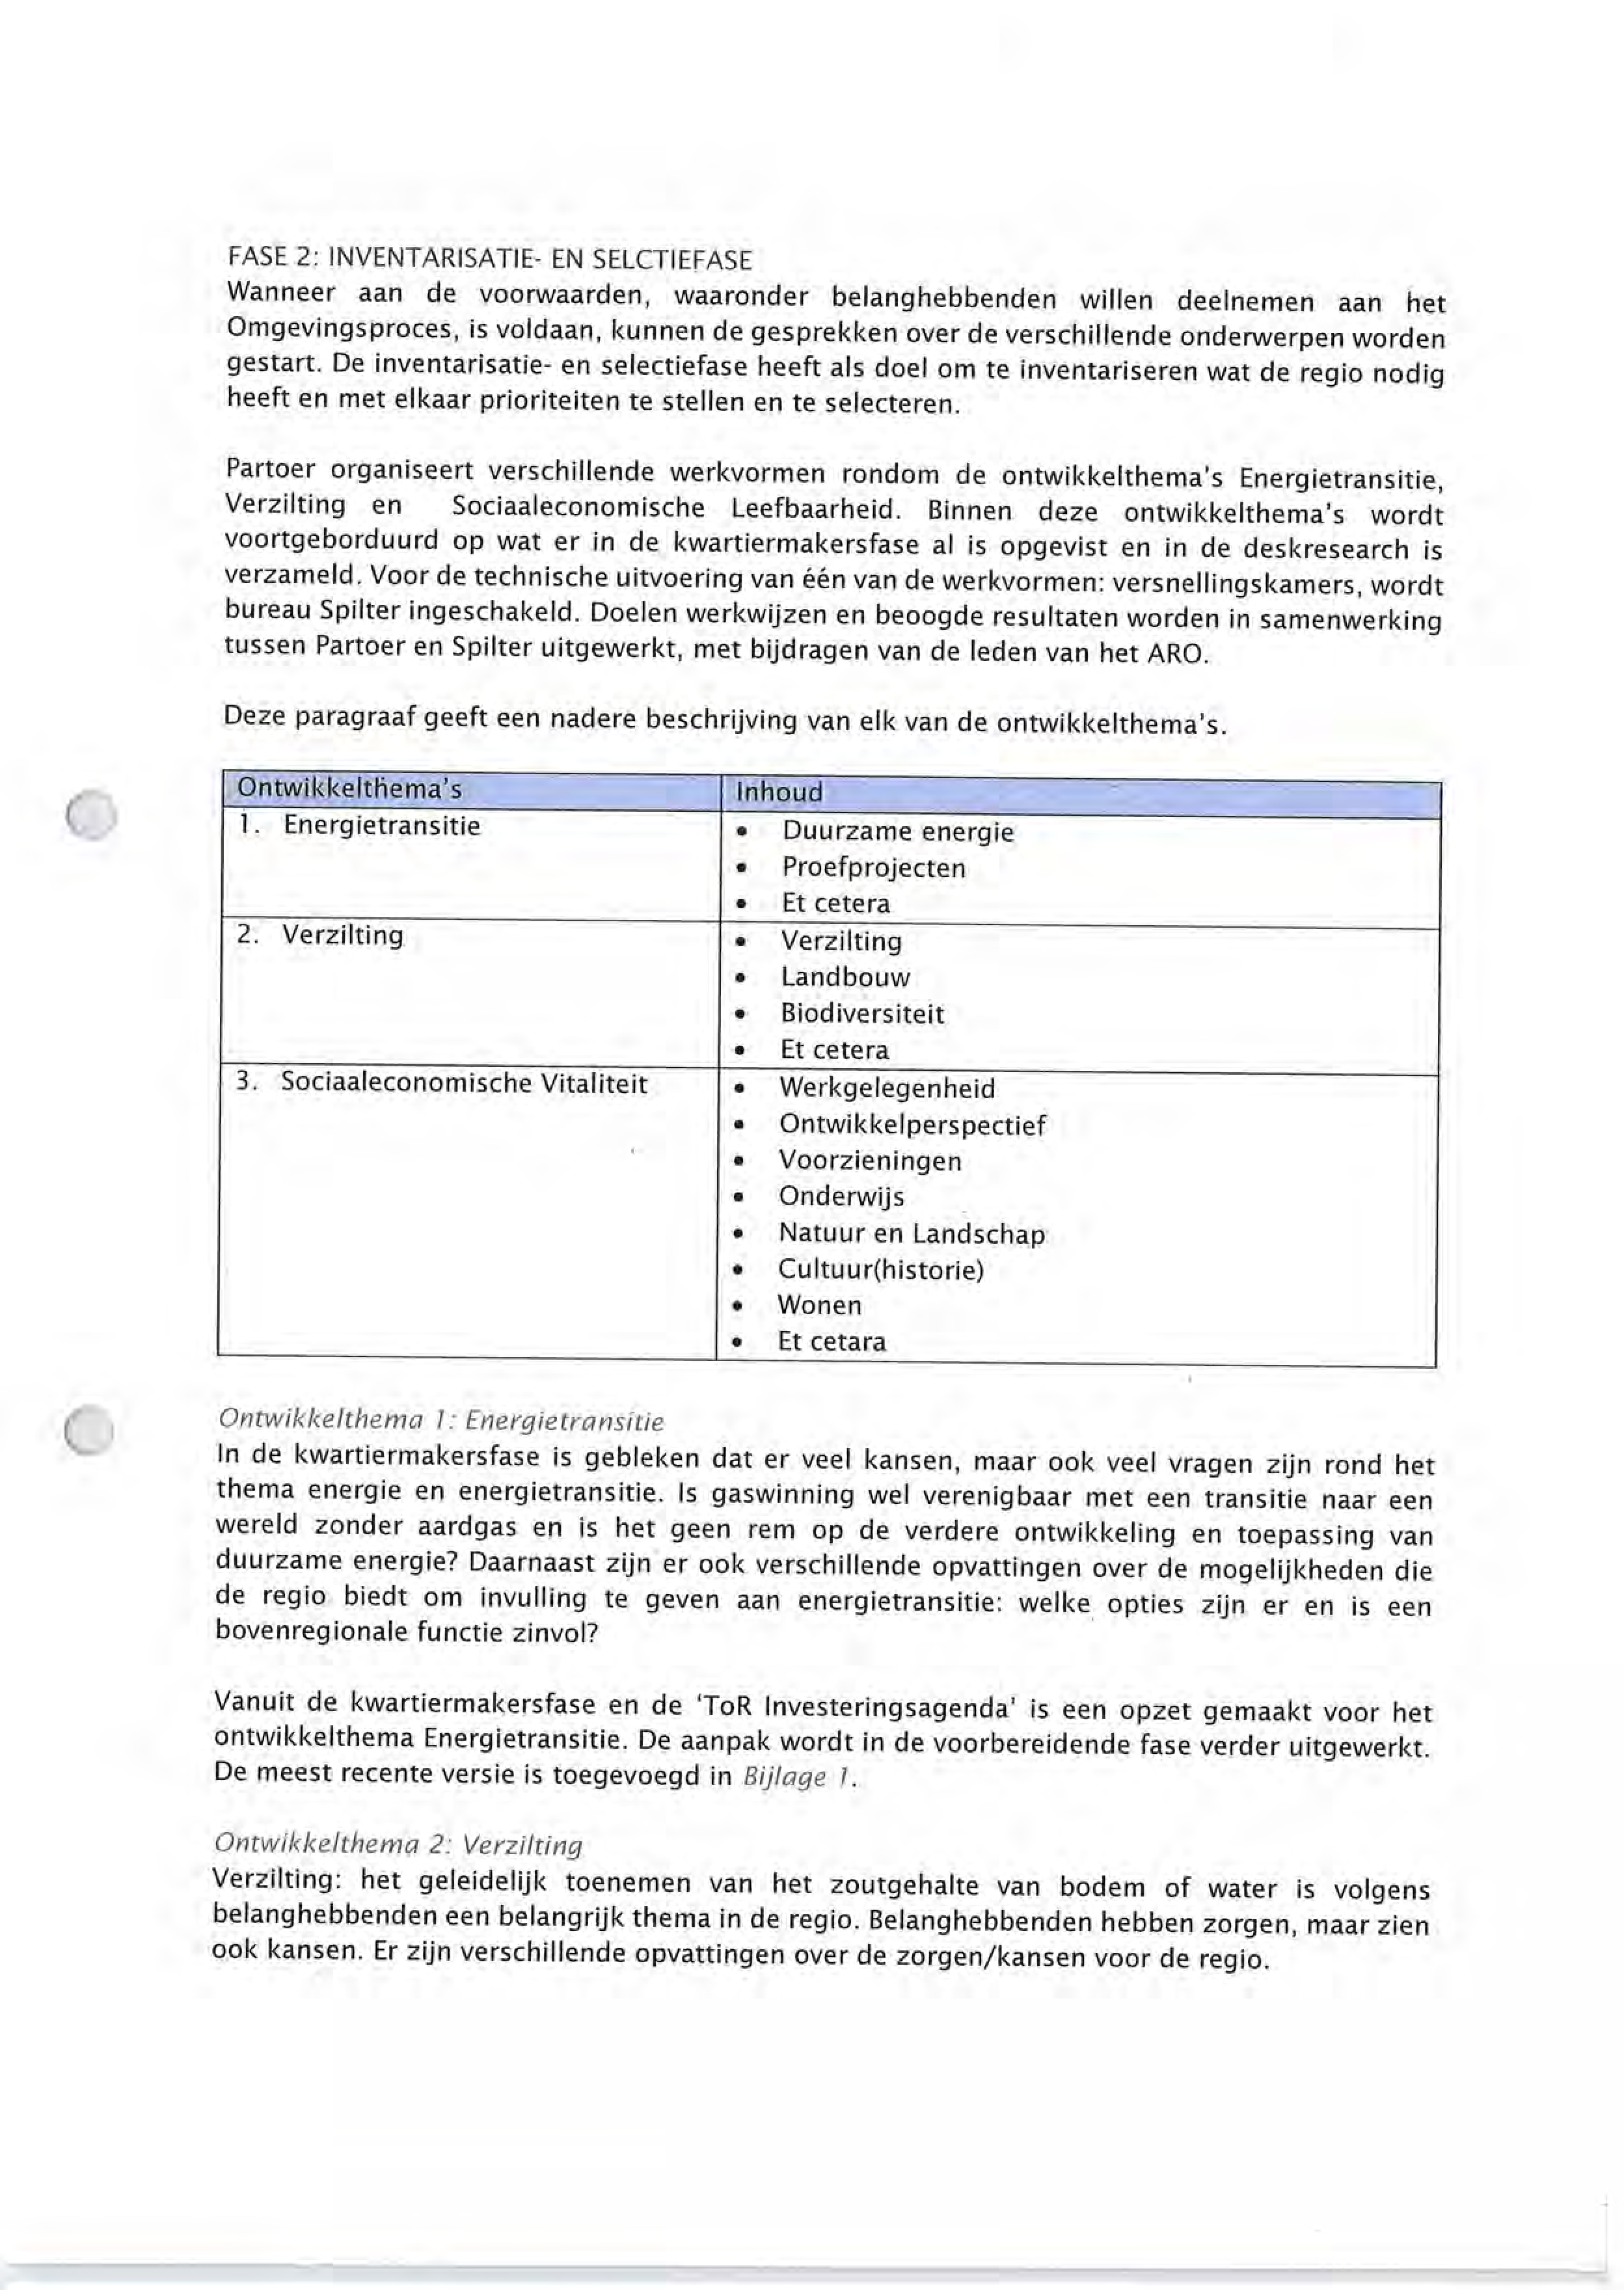 FASE 2: INVENTARISATIE- EN SELCTIEFASE
Wanneer aan de voorwaarden, waaronder belanghebbenden willen deelnemen aan het
Omgevingsproces, is voldaan, kunnen de gesprekken over de verschillende onderwerpen worden
gestart. De inventarisatie- en selectiefase heeft als doel om te inventariseren wat de regio nodig
heeft en met elkaar prioriteiten te stellen en te selecteren.
Partoer organiseert verschillende werkvormen rondom de ontwikkelthema's Energietransitie,
Verzilting en Sociaaleconomische Leefbaarheid. Binnen deze ontwikkelthema's wordt
voortgeborduurd op wat er in de kwartiermakersfase al is opgevist en in de deskresearch is
verzameld. Voor de technische uitvoering van één van de werkvormen: versnellingskamers, wordt
bureau Spilter ingeschakeld. Doelen werkwijzen en beoogde resultaten worden in samenwerking
tussen Partoer en Spilter uitgewerkt, met bijdragen van de leden van het ARO.
Deze paragraaf geeft een nadere beschrijving van elk van de ontwikkelthema's.
Ontwikkelthema's Inhoud
1. Energietransitie
• Duurzame energie
• Proefprojecten
• Et cetera
2. Verzilting
• Verzilting
• Landbouw
• Biodiversiteit
• Et cetera
3. Sociaaleconomische Vitaliteit
• Werkgelegenheid
• Ontwikkelperspectief
• Voorzieningen
• Onderwijs
• Natuur en Landschap
• Cultuur(historie)
• Wonen
• Et cetara
Ontwikkelthema 1: Energietransitie
In de kwartiermakersfase is gebleken dat er veel kansen, maar ook veel vragen zijn rond het
thema energie en energietransitie. Is gaswinning wel verenigbaar met een transitie naar een
wereld zonder aardgas en is het geen rem op de verdere ontwikkeling en toepassing van
duurzame energie? Daarnaast zijn er ook verschillende opvattingen over de mogelijkheden die
de regio biedt om invulling te geven aan energietransitie: welke opties zijn er en is een
bovenregionale functie zinvol?
Vanuit de kwartiermakersfase en de 'ToR Investeringsagenda' is een opzet gemaakt voor het
ontwikkelthema Energietransitie. De aanpak wordt in de voorbereidende fase verder uitgewerkt.
De meest recente versie is toegevoegd in Bijlage 1.
Ontwikkelthema 2: Verzilting
Verzilting: het geleidelijk toenemen van het zoutgehalte van bodem of water is volgens
belanghebbenden een belangrijk thema in de regio. Belanghebbenden hebben zorgen, maar zien
ook kansen. Er zijn verschillende opvattingen over de zorgen/kansen voor de regio.